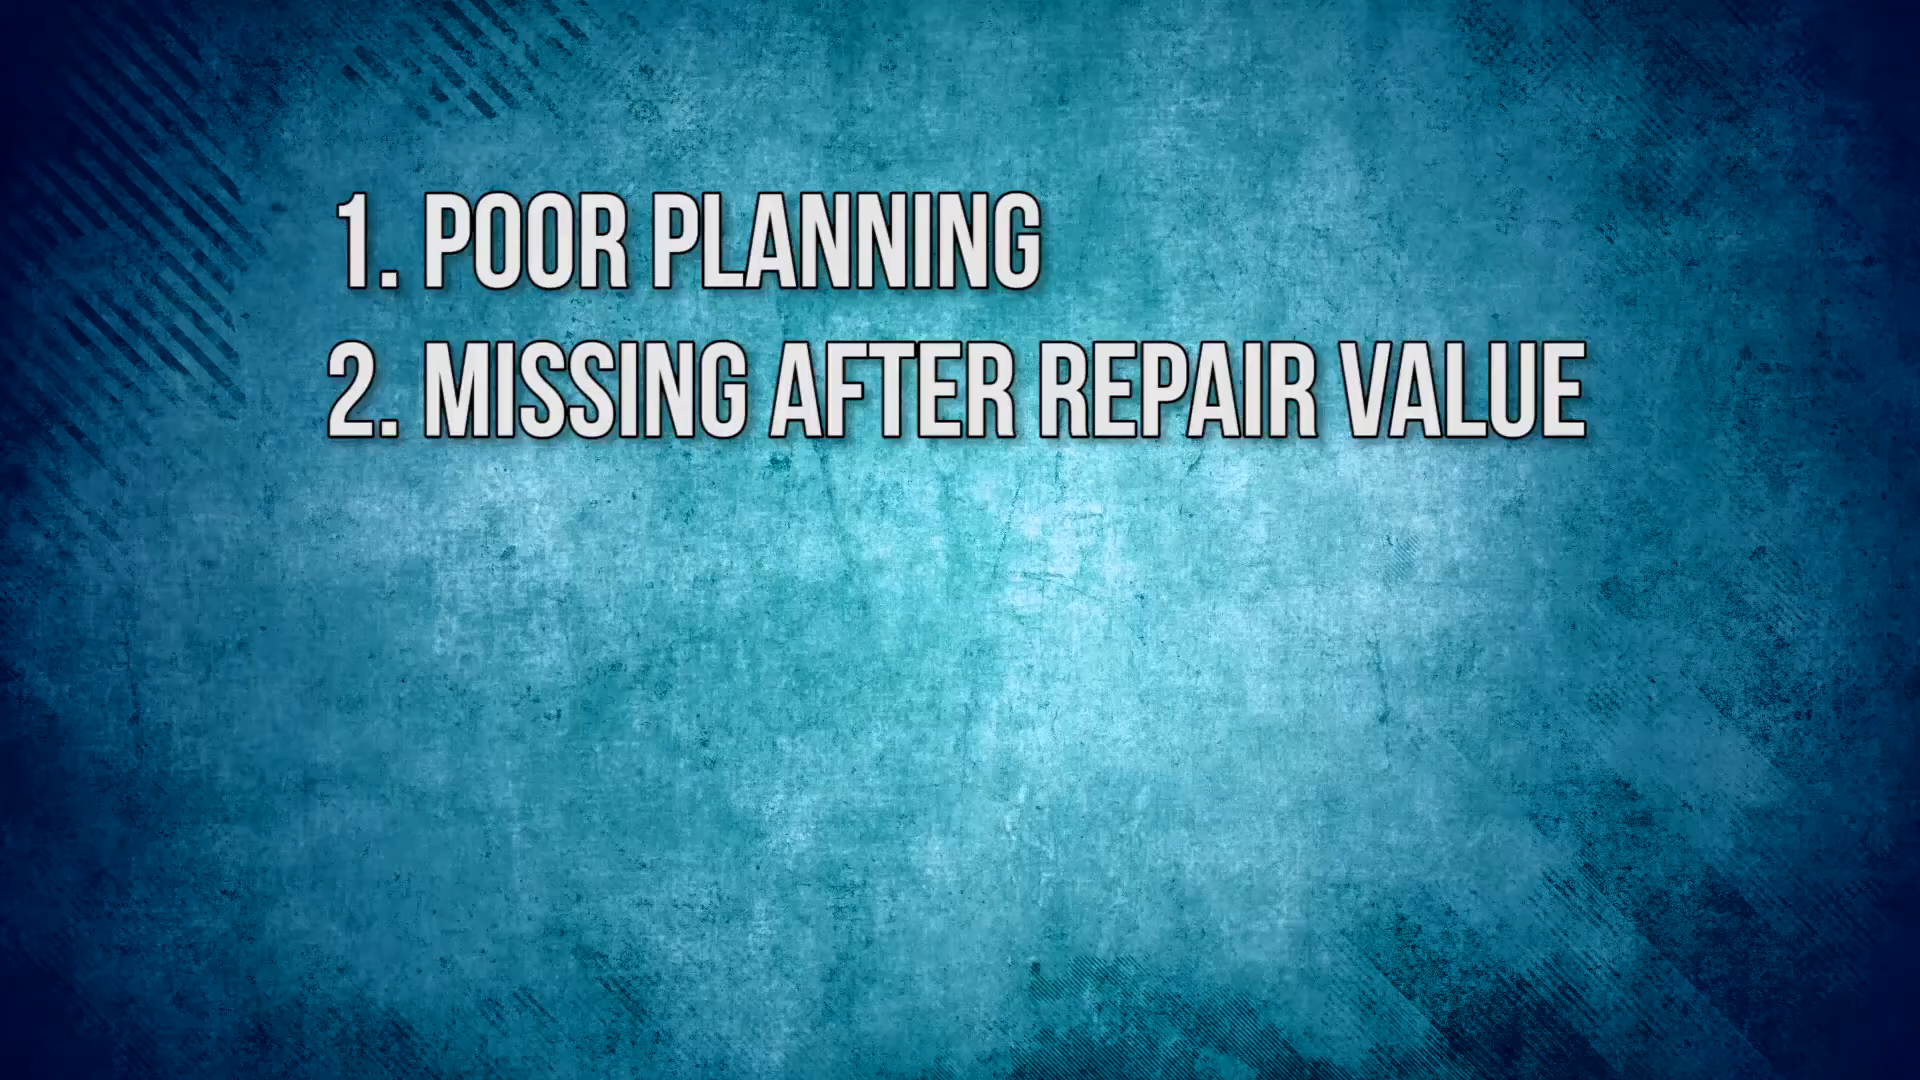 1. POOR PLANNING
2. MISSING AFTER REPAIR VALUE